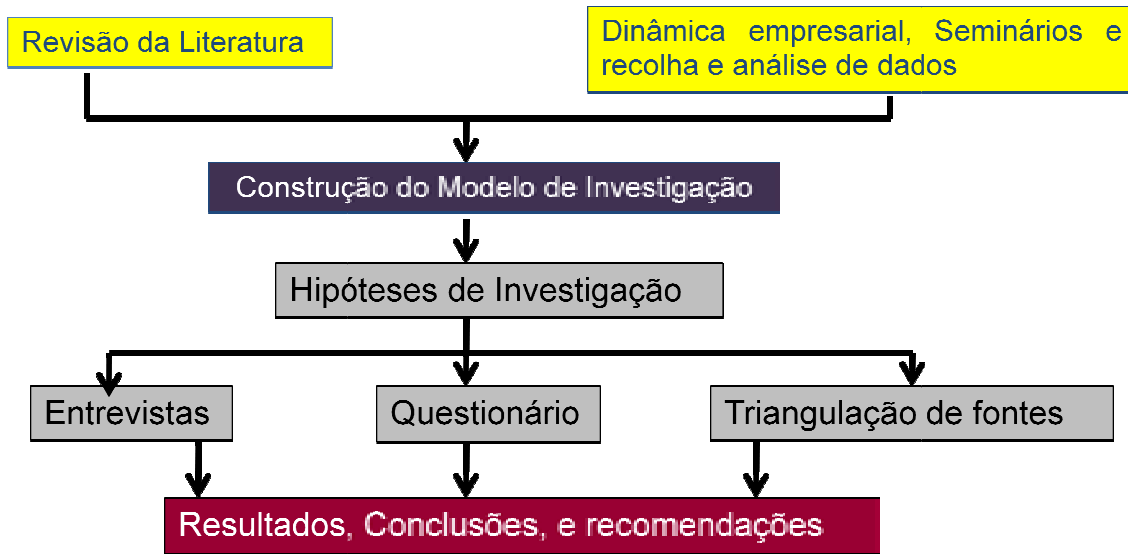 Revisão da Literatura
Dinâmica empresarial, Seminários e
recolha e análise de dados
Construção do Modelo de Investigação
Hipóteses de Investigação
Entrevistas
Questionário
Triangulação de fontes
Resultados, Conclusões, e recomendações